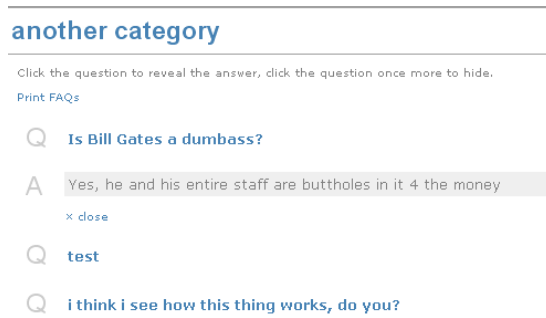 another category
Click the question to reveal the answer, click the question once more to hide.
Print FAQs
Q Is Bill Gates a dumbass?
A Yes, he and his entire staff are buttholes in it 4 the money
× close
Q test
Q i think i see how this thing works, do you?